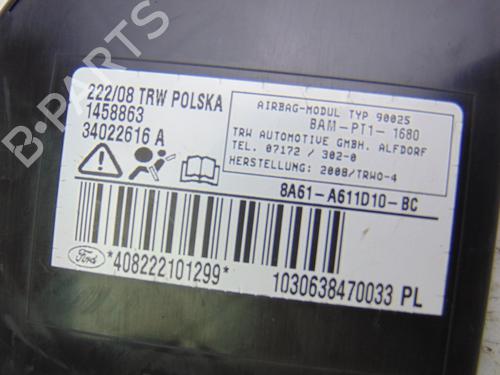 B-PARTS
222/08 TRW POLSKA
1458863
34022616 A
AIRBAG-MODUL TYP 90025
BAM-PT1- 1680
TRW AUTOMOTIVE GMBH. ALFDORF
TEL. 07172 / 302-0
HERSTELLUNG: 2008/TRWO-4
8A61-A611D10-BC
Ford
*408222101299*
1030638470033 PL